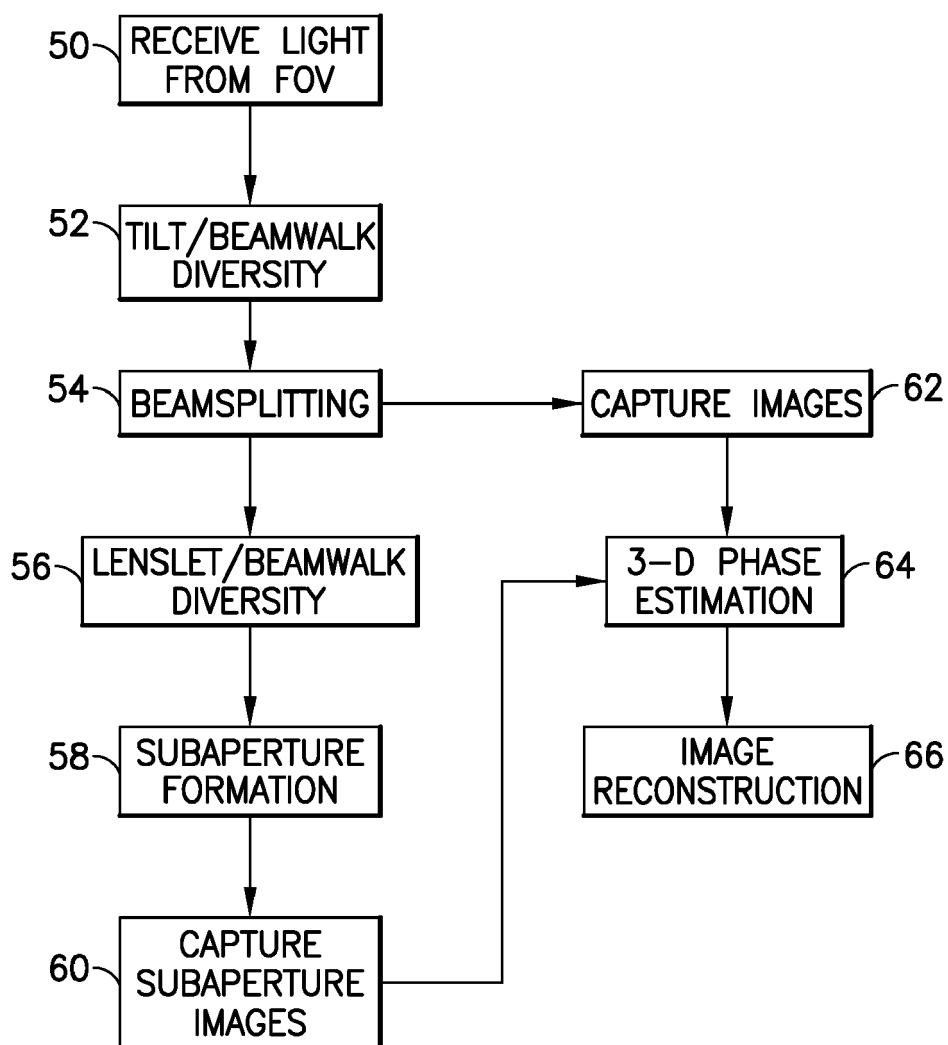 50
RECEIVE LIGHT
FROM FOV
52
TILT/BEAMWALK
DIVERSITY
54
BEAMSPLITTING
CAPTURE IMAGES
62
56
LENSLET/BEAMWALK
DIVERSITY
3-D PHASE
ESTIMATION
64
58
SUBAPERTURE
FORMATION
IMAGE
RECONSTRUCTION
66
60
CAPTURE
SUBAPERTURE
IMAGES